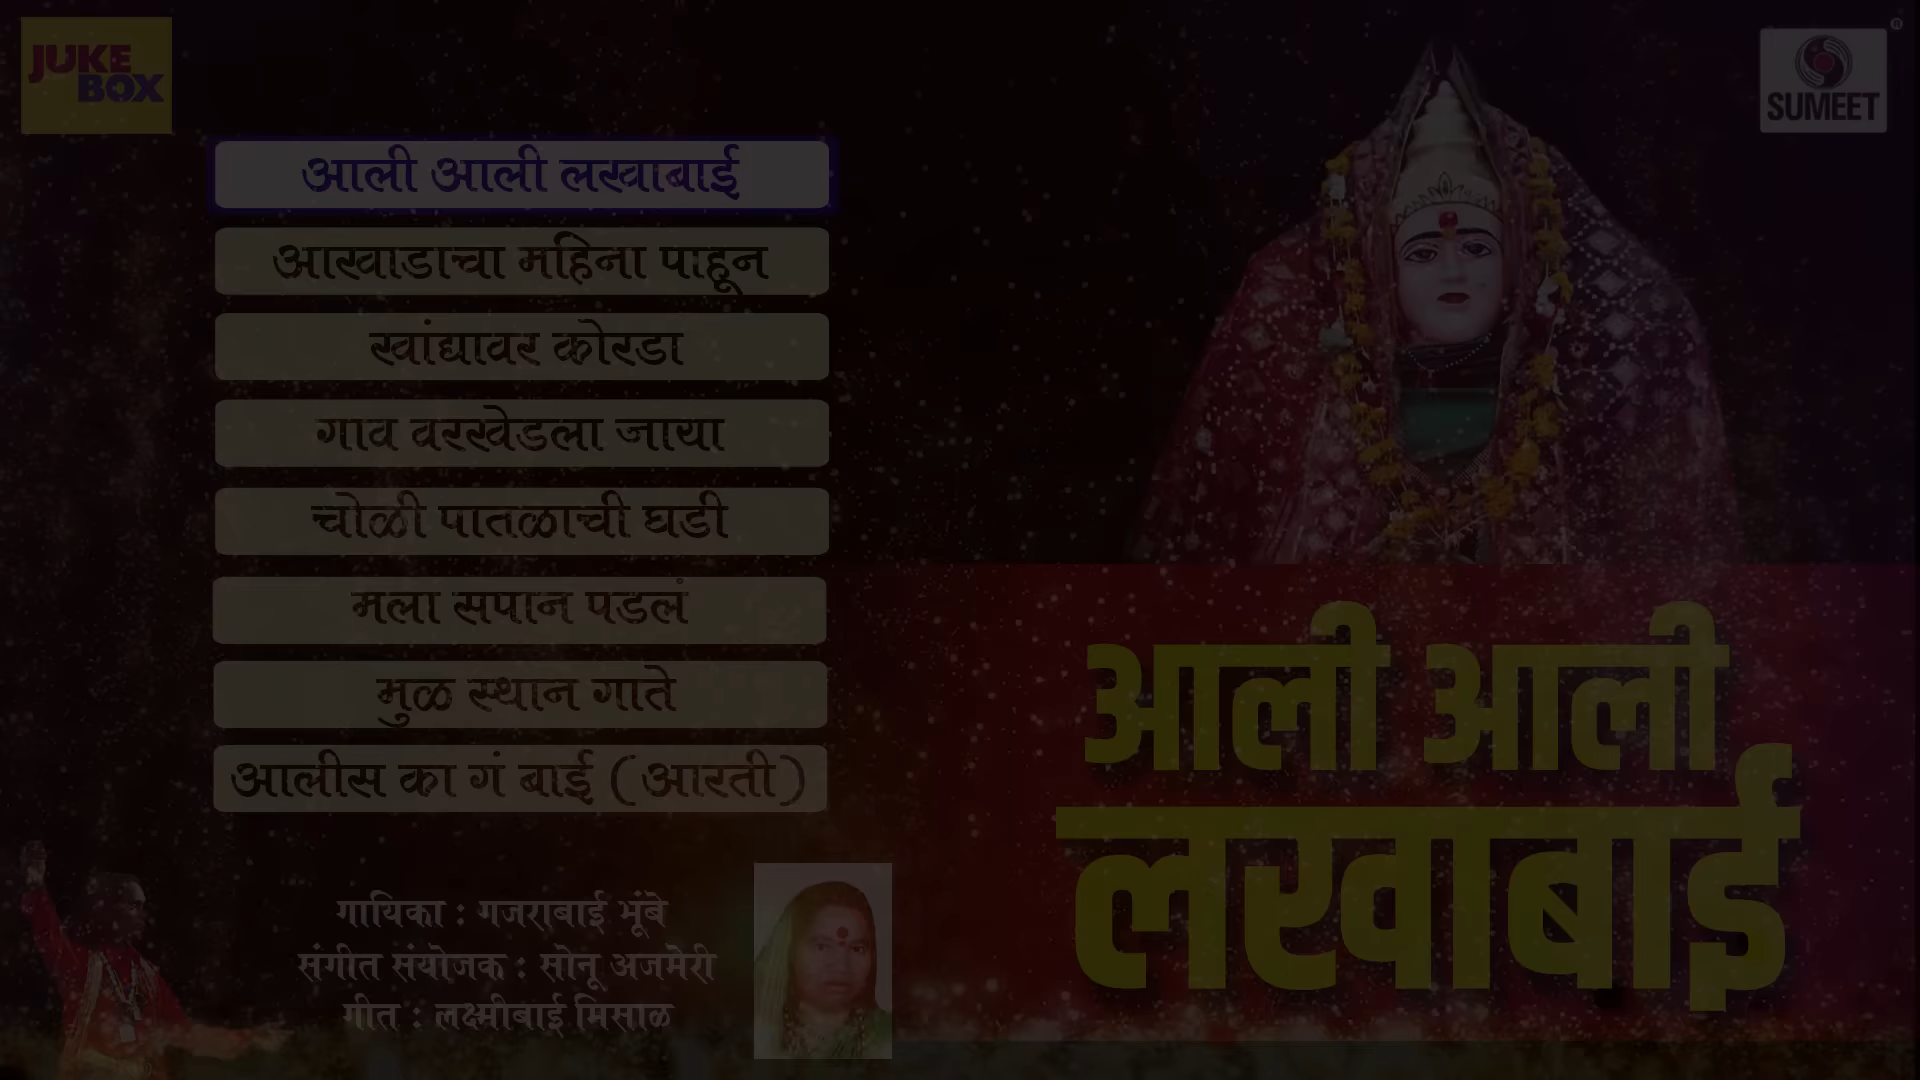 JUKE
BOX
SUMEET
आली आली लखाबाई
आखाडाचा महिना पाहून
खांद्यावर कोरडा
गाव वरखेडला जाया
चोळी पातळाची घडी
मला सपान पडलं
मुळ स्थान गाते
आलीस का गं बाई (आरती)
आली आली
लखाबाई
गायिका : गजराबाई भूंबे
संगीत संयोजक : सोनू अजमेरी
गीत : लक्ष्मीबाई मिसाळ